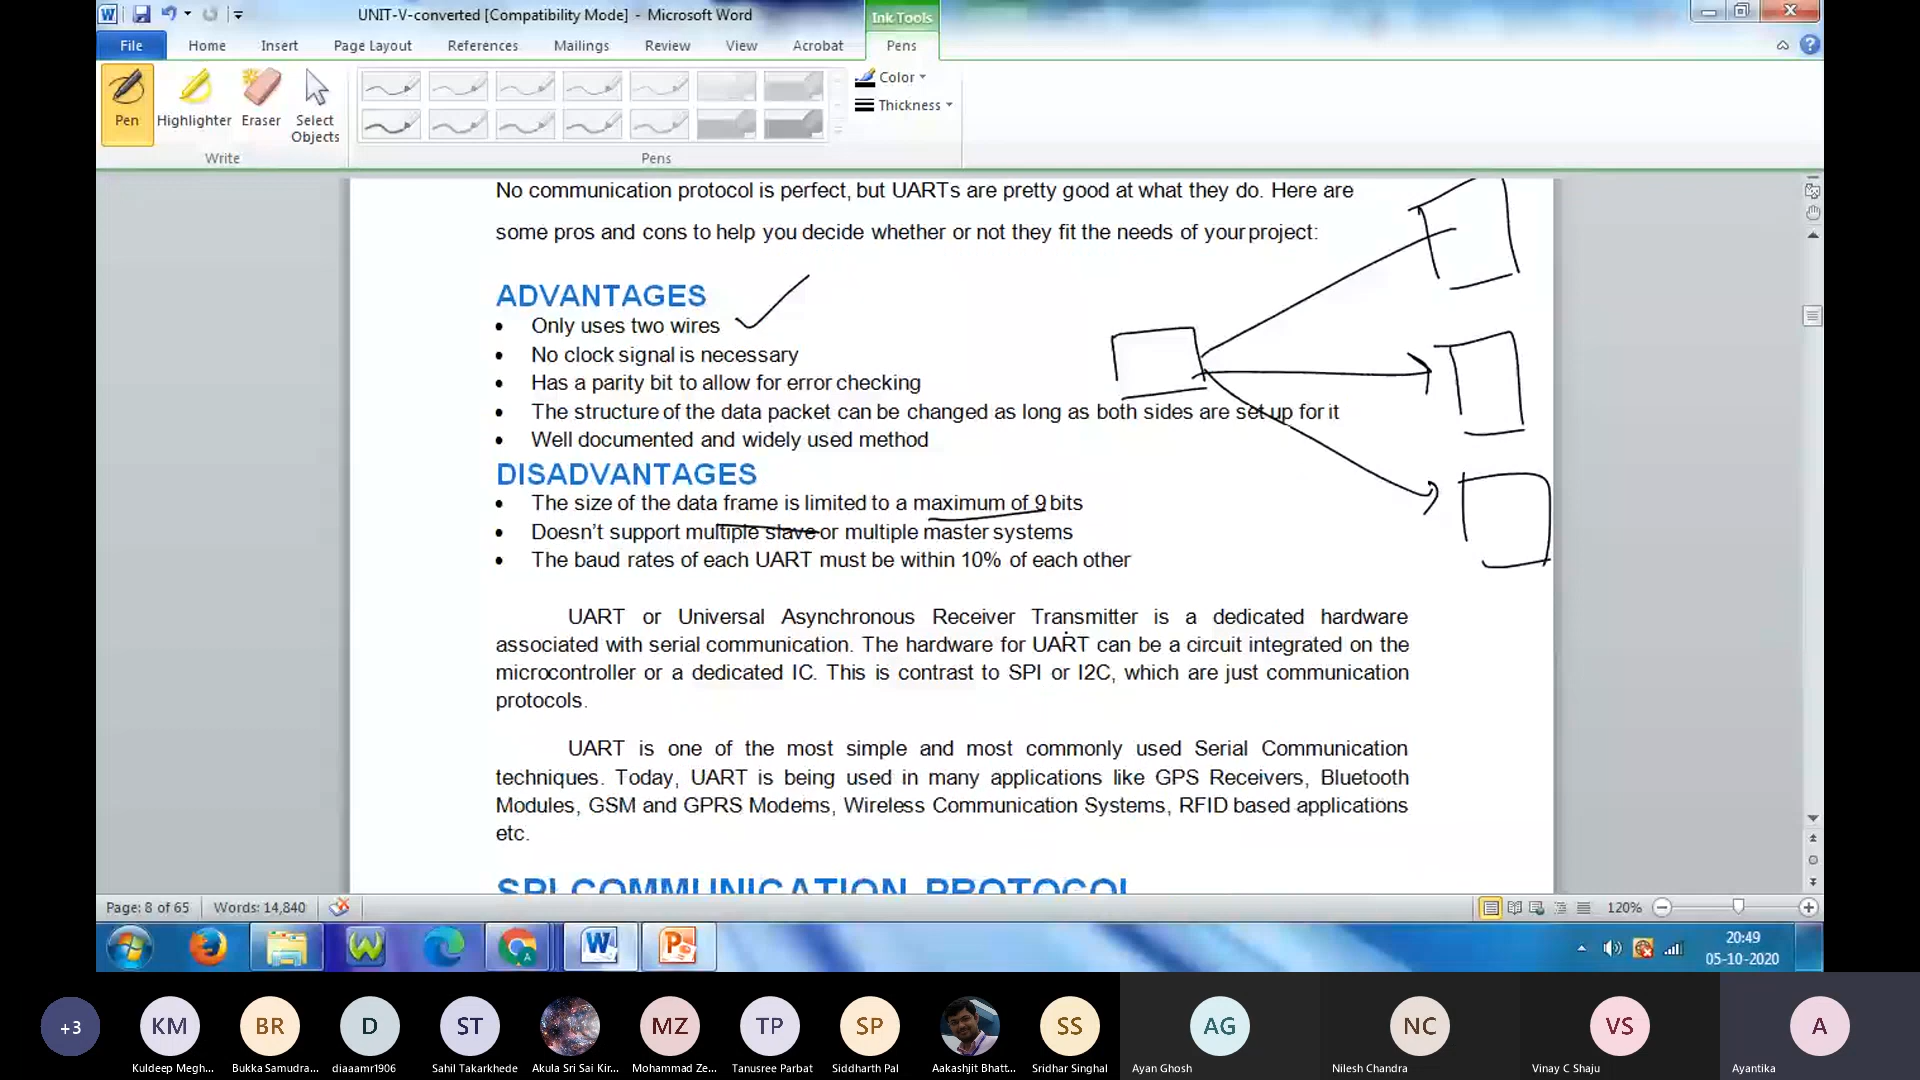 UNIT-V-converted [Compatibility Mode] - Microsoft Word
Ink Tools
File Home Insert Page Layout References Mailings Review View Acrobat Pens
Pen Highlighter Eraser Select Objects
Color
Thickness
Write Pens
No communication protocol is perfect, but UARTs are pretty good at what they do. Here are
some pros and cons to help you decide whether or not they fit the needs of your project:
ADVANTAGES
• Only uses two wires
• No clock signal is necessary
• Has a parity bit to allow for error checking
• The structure of the data packet can be changed as long as both sides are set up for it
• Well documented and widely used method
DISADVANTAGES
• The size of the data frame is limited to a maximum of 9 bits
• Doesn't support multiple slave or multiple master systems
• The baud rates of each UART must be within 10% of each other
UART or Universal Asynchronous Receiver Transmitter is a dedicated hardware
associated with serial communication. The hardware for UART can be a circuit integrated on the
microcontroller or a dedicated IC. This is contrast to SPI or I2C, which are just communication
protocols.
UART is one of the most simple and most commonly used Serial Communication
techniques. Today, UART is being used in many applications like GPS Receivers, Bluetooth
Modules, GSM and GPRS Modems, Wireless Communication Systems, RFID based applications
etc.
SPI COMMUNICATION PROTOCOL
Page: 8 of 65 Words: 14,840 120%
20:49
05-10-2020
+3 KM BR D ST MZ TP SP SS AG NC VS A
Kuldeep Megh... Bukka Samudra... diaaamr1906 Sahil Takarkhede Akula Sri Sai Kir... Mohammad Ze... Tanusree Parbat Siddharth Pal Aakashjit Bhatt... Sridhar Singhal Ayan Ghosh Nilesh Chandra Vinay C Shaju Ayantika